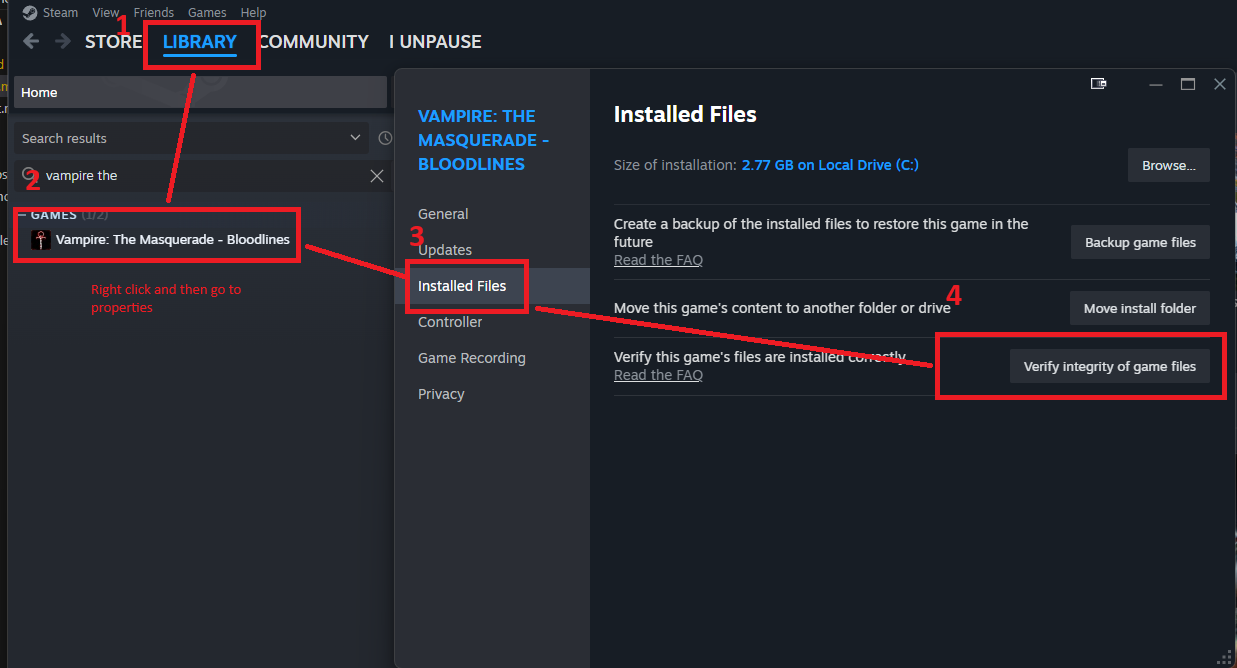 Steam View Friends Games Help
1
STORE LIBRARY COMMUNITY I UNPAUSE
Home
Search results
2
vampire the
GAMES (1/2)
Vampire: The Masquerade - Bloodlines
Right click and then go to
properties
VAMPIRE: THE
MASQUERADE -
BLOODLINES
General
3
Updates
Installed Files
Controller
Game Recording
Privacy
Installed Files
Size of installation: 2.77 GB on Local Drive (C:)
Browse...
Create a backup of the installed files to restore this game in the
future
Read the FAQ
Backup game files
Move this game's content to another folder or drive
4
Move install folder
Verify this game's files are installed correctly
Read the FAQ
Verify integrity of game files